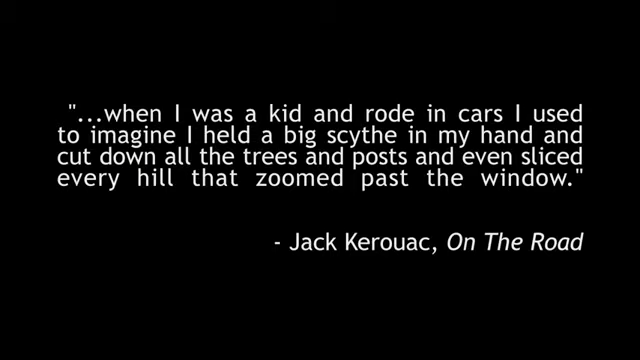 "...when I was a kid and rode in cars I used
to imagine I held a big scythe in my hand and
cut down all the trees and posts and even sliced
every hill that zoomed past the window."
- Jack Kerouac, On The Road